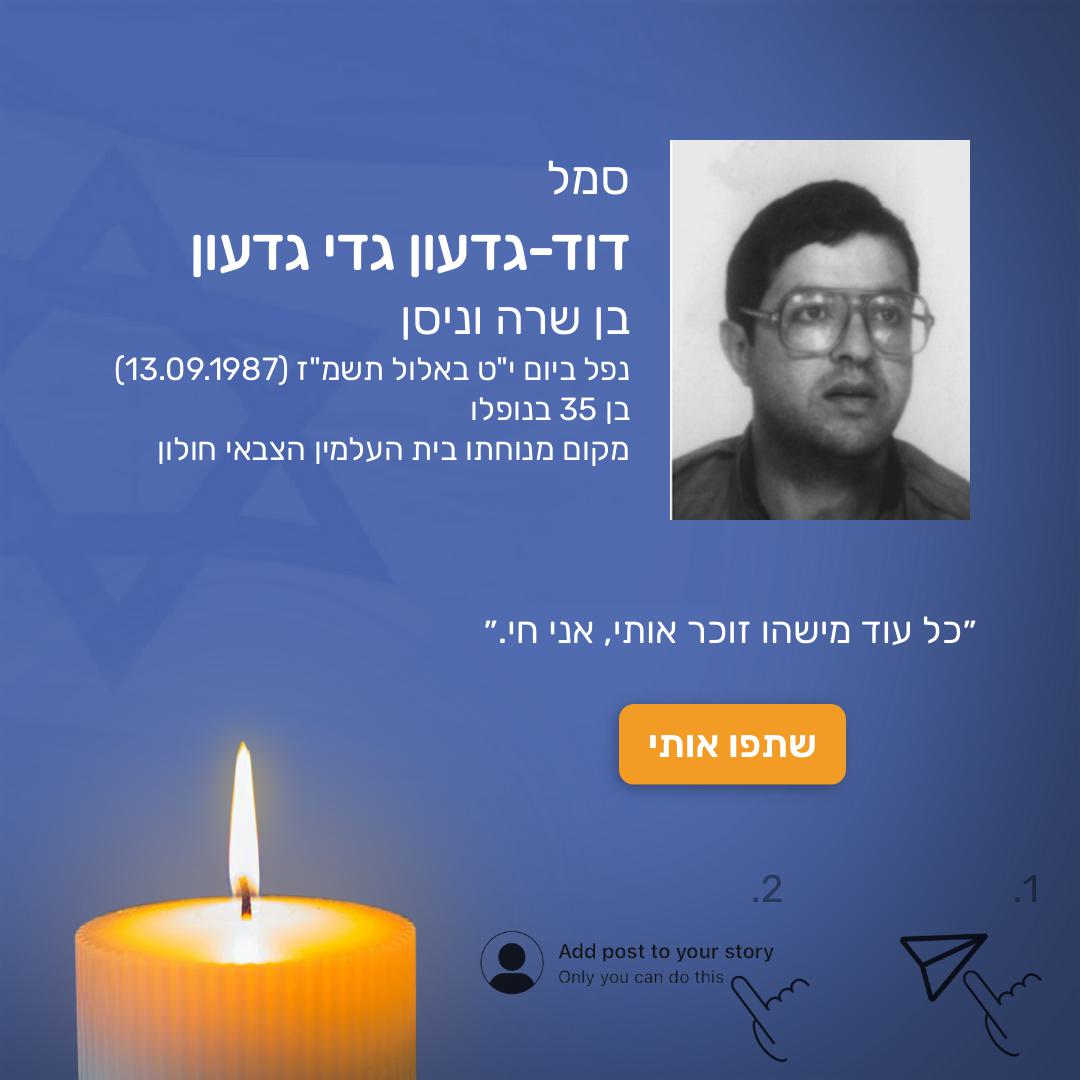 סמל
דוד-גדעון גדי גדעון
בן שרה וניסן
נפל ביום י"ט באלול תשמ"ז (13.09.1987)
בן 35 בנופלו
מקום מנוחתו בית העלמין הצבאי חולון
״כל עוד מישהו זוכר אותי, אני חי.״
שתפו אותי
.1
.2
Add post to your story
Only you can do this